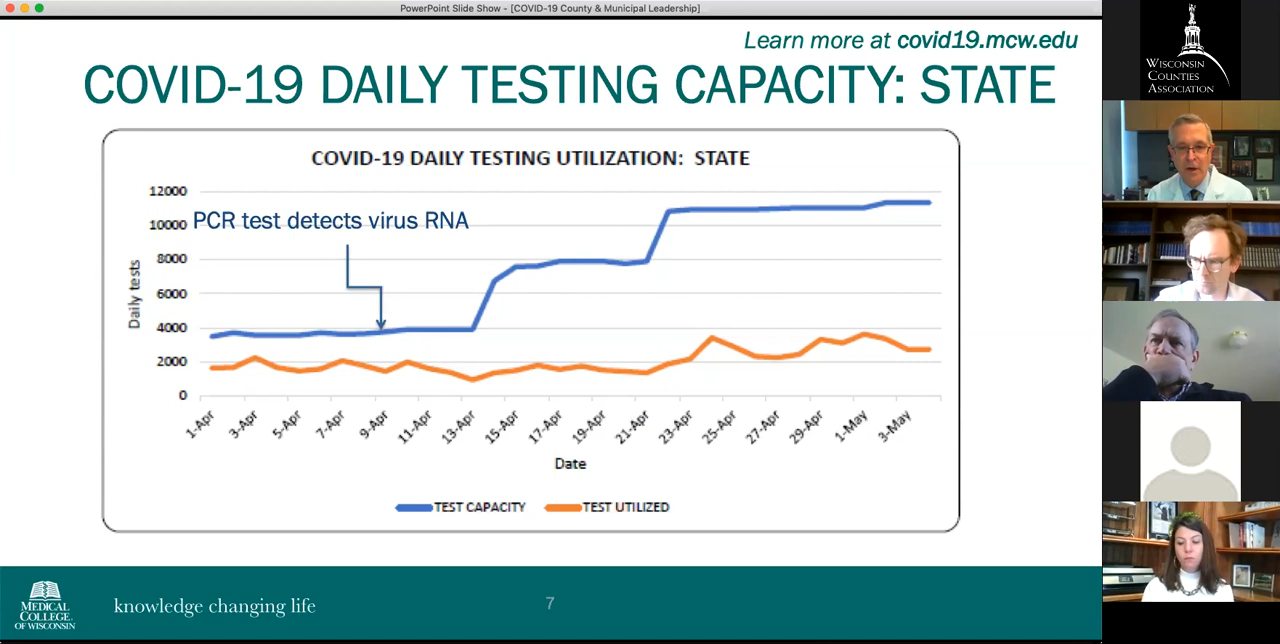 PowerPoint Slide Show - [COVID-19 County & Municipal Leadership]
Learn more at covid19.mcw.edu
COVID-19 DAILY TESTING CAPACITY: STATE
COVID-19 DAILY TESTING UTILIZATION: STATE
12000
10000
8000
6000
4000
2000
0
Daily tests
PCR test detects virus RNA
1-Apr
3-Apr
5-Apr
7-Apr
9-Apr
11-Apr
13-Apr
15-Apr
17-Apr
19-Apr
21-Apr
23-Apr
25-Apr
27-Apr
29-Apr
1-May
3-May
Date
TEST CAPACITY
TEST UTILIZED
MEDICAL
COLLEGE
OF WISCONSIN
knowledge changing life
7
WISCONSIN
COUNTIES
ASSOCIATION